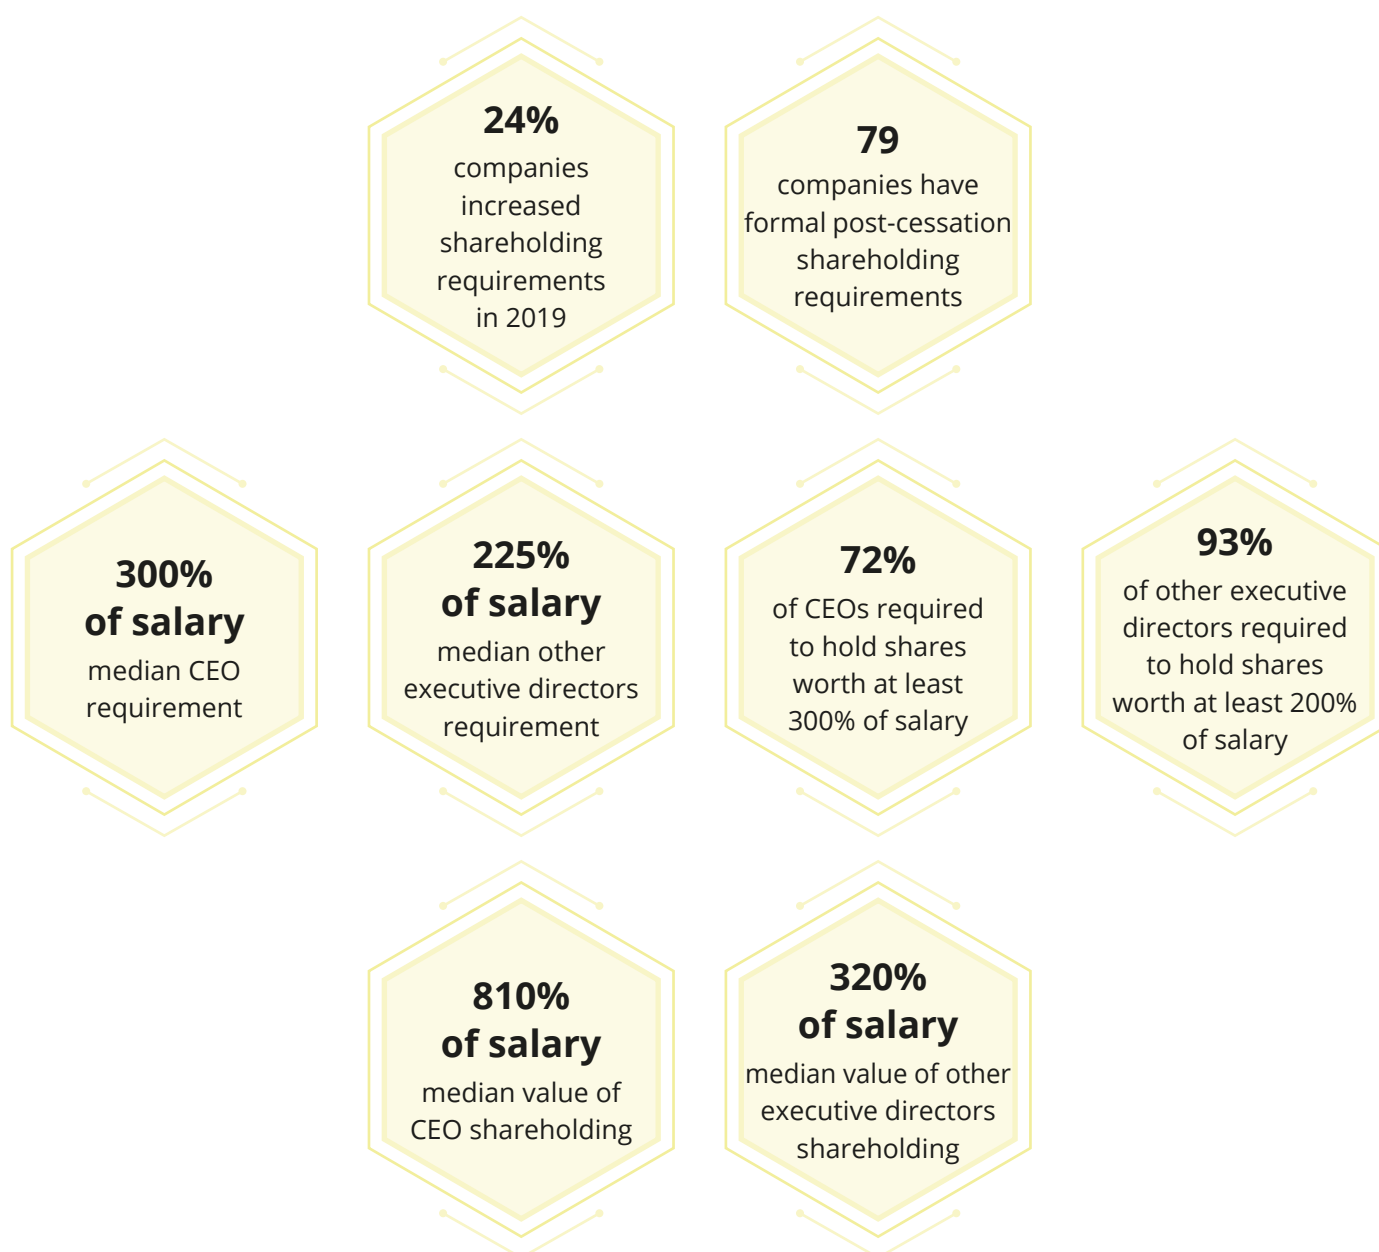 24%
companies
increased
shareholding
requirements
in 2019
79
companies have
formal post-cessation
shareholding
requirements
300%
of salary
median CEO
requirement
225%
of salary
median other
executive directors
requirement
72%
of CEOs required
to hold shares
worth at least
300% of salary
93%
of other executive
directors required
to hold shares
worth at least 200%
of salary
810%
of salary
median value of
CEO shareholding
320%
of salary
median value of other
executive directors
shareholding